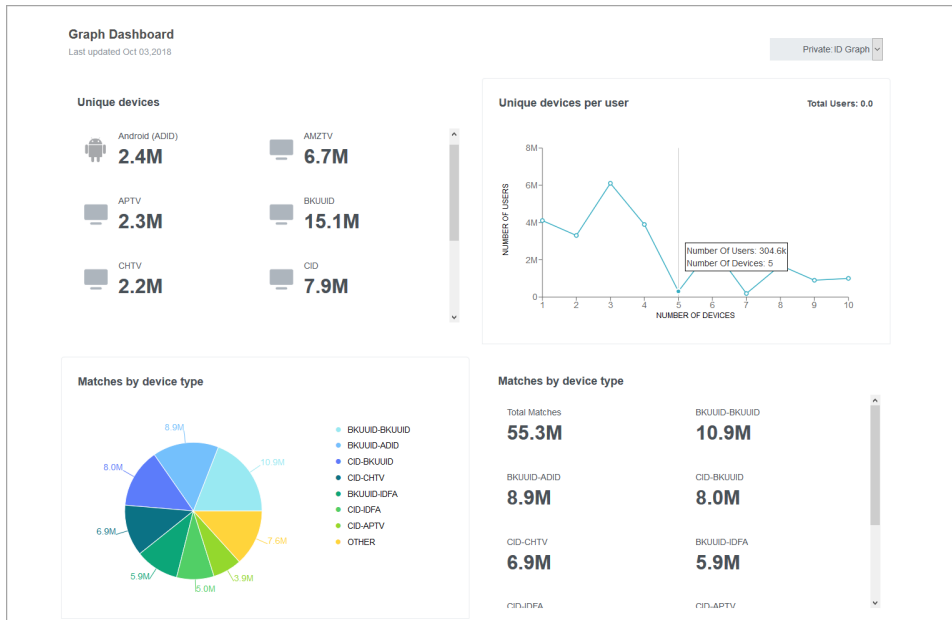 Graph Dashboard
Last updated Oct 03,2018
Private: ID Graph
Unique devices
Android (ADID)
2.4M
AMZTV
6.7M
APTV
2.3M
BKUUID
15.1M
CHTV
2.2M
CID
7.9M
Unique devices per user
Total Users: 0.0
8M
6M
4M
2M
0
NUMBER OF USERS
Number Of Users: 304.6k
Number Of Devices: 5
1 2 3 4 5 6 7 8 9 10
NUMBER OF DEVICES
Matches by device type
8.9M
10.9M
8.0M
6.9M
7.6M
5.9M
5.0M
3.9M
BKUUID-BKUUID
BKUUID-ADID
CID-BKUUID
CID-CHTV
BKUUID-IDFA
CID-IDFA
CID-APTV
OTHER
Matches by device type
Total Matches
55.3M
BKUUID-BKUUID
10.9M
BKUUID-ADID
8.9M
CID-BKUUID
8.0M
CID-CHTV
6.9M
BKUUID-IDFA
5.9M
CID-IDFA
CID-APTV